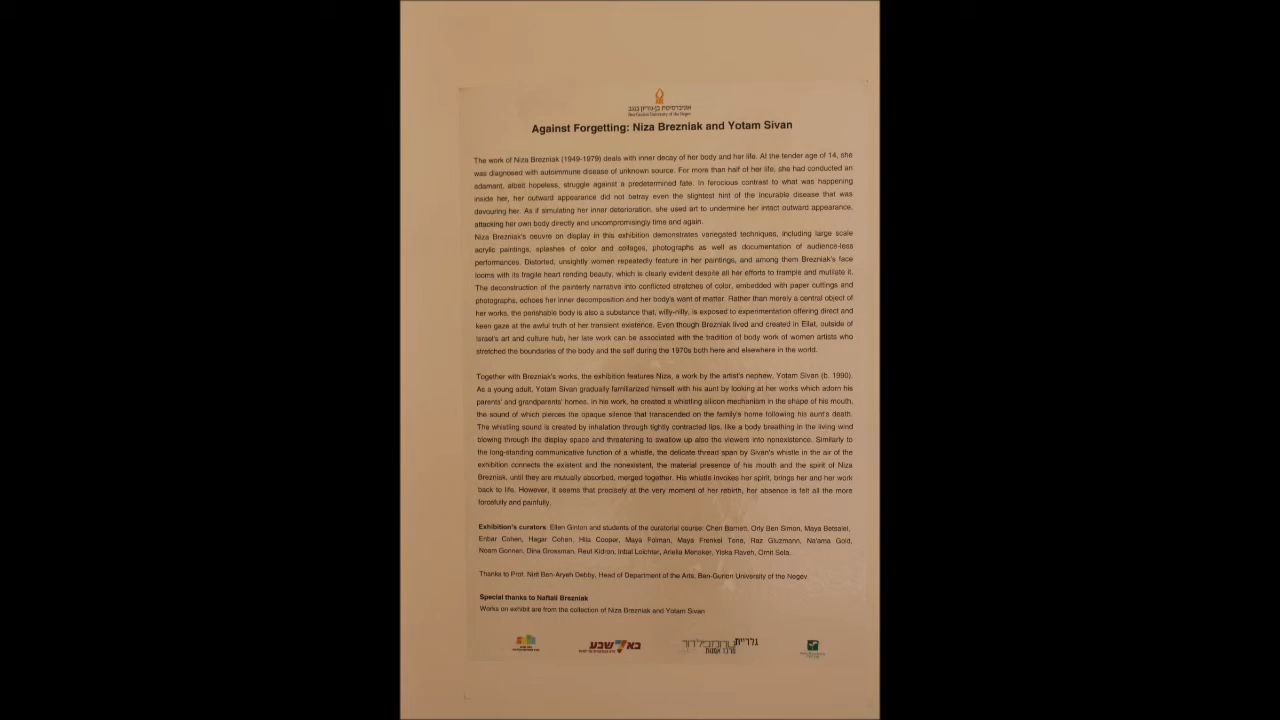 אוניברסיטת בן-גוריון בנגב
Ben-Gurion University of the Negev
Against Forgetting: Niza Brezniak and Yotam Sivan
The work of Niza Brezniak (1949-1979) deals with inner decay of her body and her life. At the tender age of 14, she
was diagnosed with autoimmune disease of unknown source. For more than half of her life, she had conducted an
adamant, albeit hopeless, struggle against a predetermined fate. In ferocious contrast to what was happening
inside her, her outward appearance did not betray even the slightest hint of the incurable disease that was
devouring her. As if simulating her inner deterioration, she used art to undermine her intact outward appearance,
attacking her own body directly and uncompromisingly time and again.
Niza Brezniak's oeuvre on display in this exhibition demonstrates variegated techniques, including large scale
acrylic paintings, splashes of color and collages, photographs as well as documentation of audience-less
performances. Distorted, unsightly women repeatedly feature in her paintings, and among them Brezniak's face
looms with its fragile heart rending beauty, which is clearly evident despite all her efforts to trample and mutilate it.
The deconstruction of the painterly narrative into conflicted stretches of color, embedded with paper cuttings and
photographs, echoes her inner decomposition and her body's want of matter. Rather than merely a central object of
her works, the perishable body is also a substance that, willy-nilly, is exposed to experimentation offering direct and
keen gaze at the awful truth of her transient existence. Even though Brezniak lived and created in Eilat, outside of
Israel's art and culture hub, her late work can be associated with the tradition of body work of women artists who
stretched the boundaries of the body and the self during the 1970s both here and elsewhere in the world.
Together with Brezniak's works, the exhibition features Niza, a work by the artist's nephew, Yotam Sivan (b. 1990).
As a young adult, Yotam Sivan gradually familiarized himself with his aunt by looking at her works which adorn his
parents' and grandparents' homes. In his work, he created a whistling silicon mechanism in the shape of his mouth,
the sound of which pierces the opaque silence that transcended on the family's home following his aunt's death.
The whistling sound is created by inhalation through tightly contracted lips, like a body breathing in the living wind
blowing through the display space and threatening to swallow up also the viewers into nonexistence. Similarly to
the long-standing communicative function of a whistle, the delicate thread span by Sivan's whistle in the air of the
exhibition connects the existent and the nonexistent, the material presence of his mouth and the spirit of Niza
Brezniak, until they are mutually absorbed, merged together. His whistle invokes her spirit, brings her and her work
back to life. However, it seems that precisely at the very moment of her rebirth, her absence is felt all the more
forcefully and painfully.
Exhibition's curators: Ellen Ginton and students of the curatorial course: Chen Barnett, Orly Ben Simon, Maya Betsalel,
Enbar Cohen, Hagar Cohen, Hila Cooper, Maya Folman, Maya Frenkel Tene, Raz Gluzmann, Na'ama Gold,
Noam Gonnen, Dina Grossman, Reut Kidron, Inbal Loichter, Ariella Menaker, Yiska Raveh, Ornit Sela.
Thanks to Prof. Nirit Ben-Aryeh Debby, Head of Department of the Arts, Ben-Gurion University of the Negev
Special thanks to Naftali Brezniak
Works on exhibit are from the collection of Niza Brezniak and Yotam Sivan
באר שבע
גלריית
טרומפלדור
מרכז אמנות